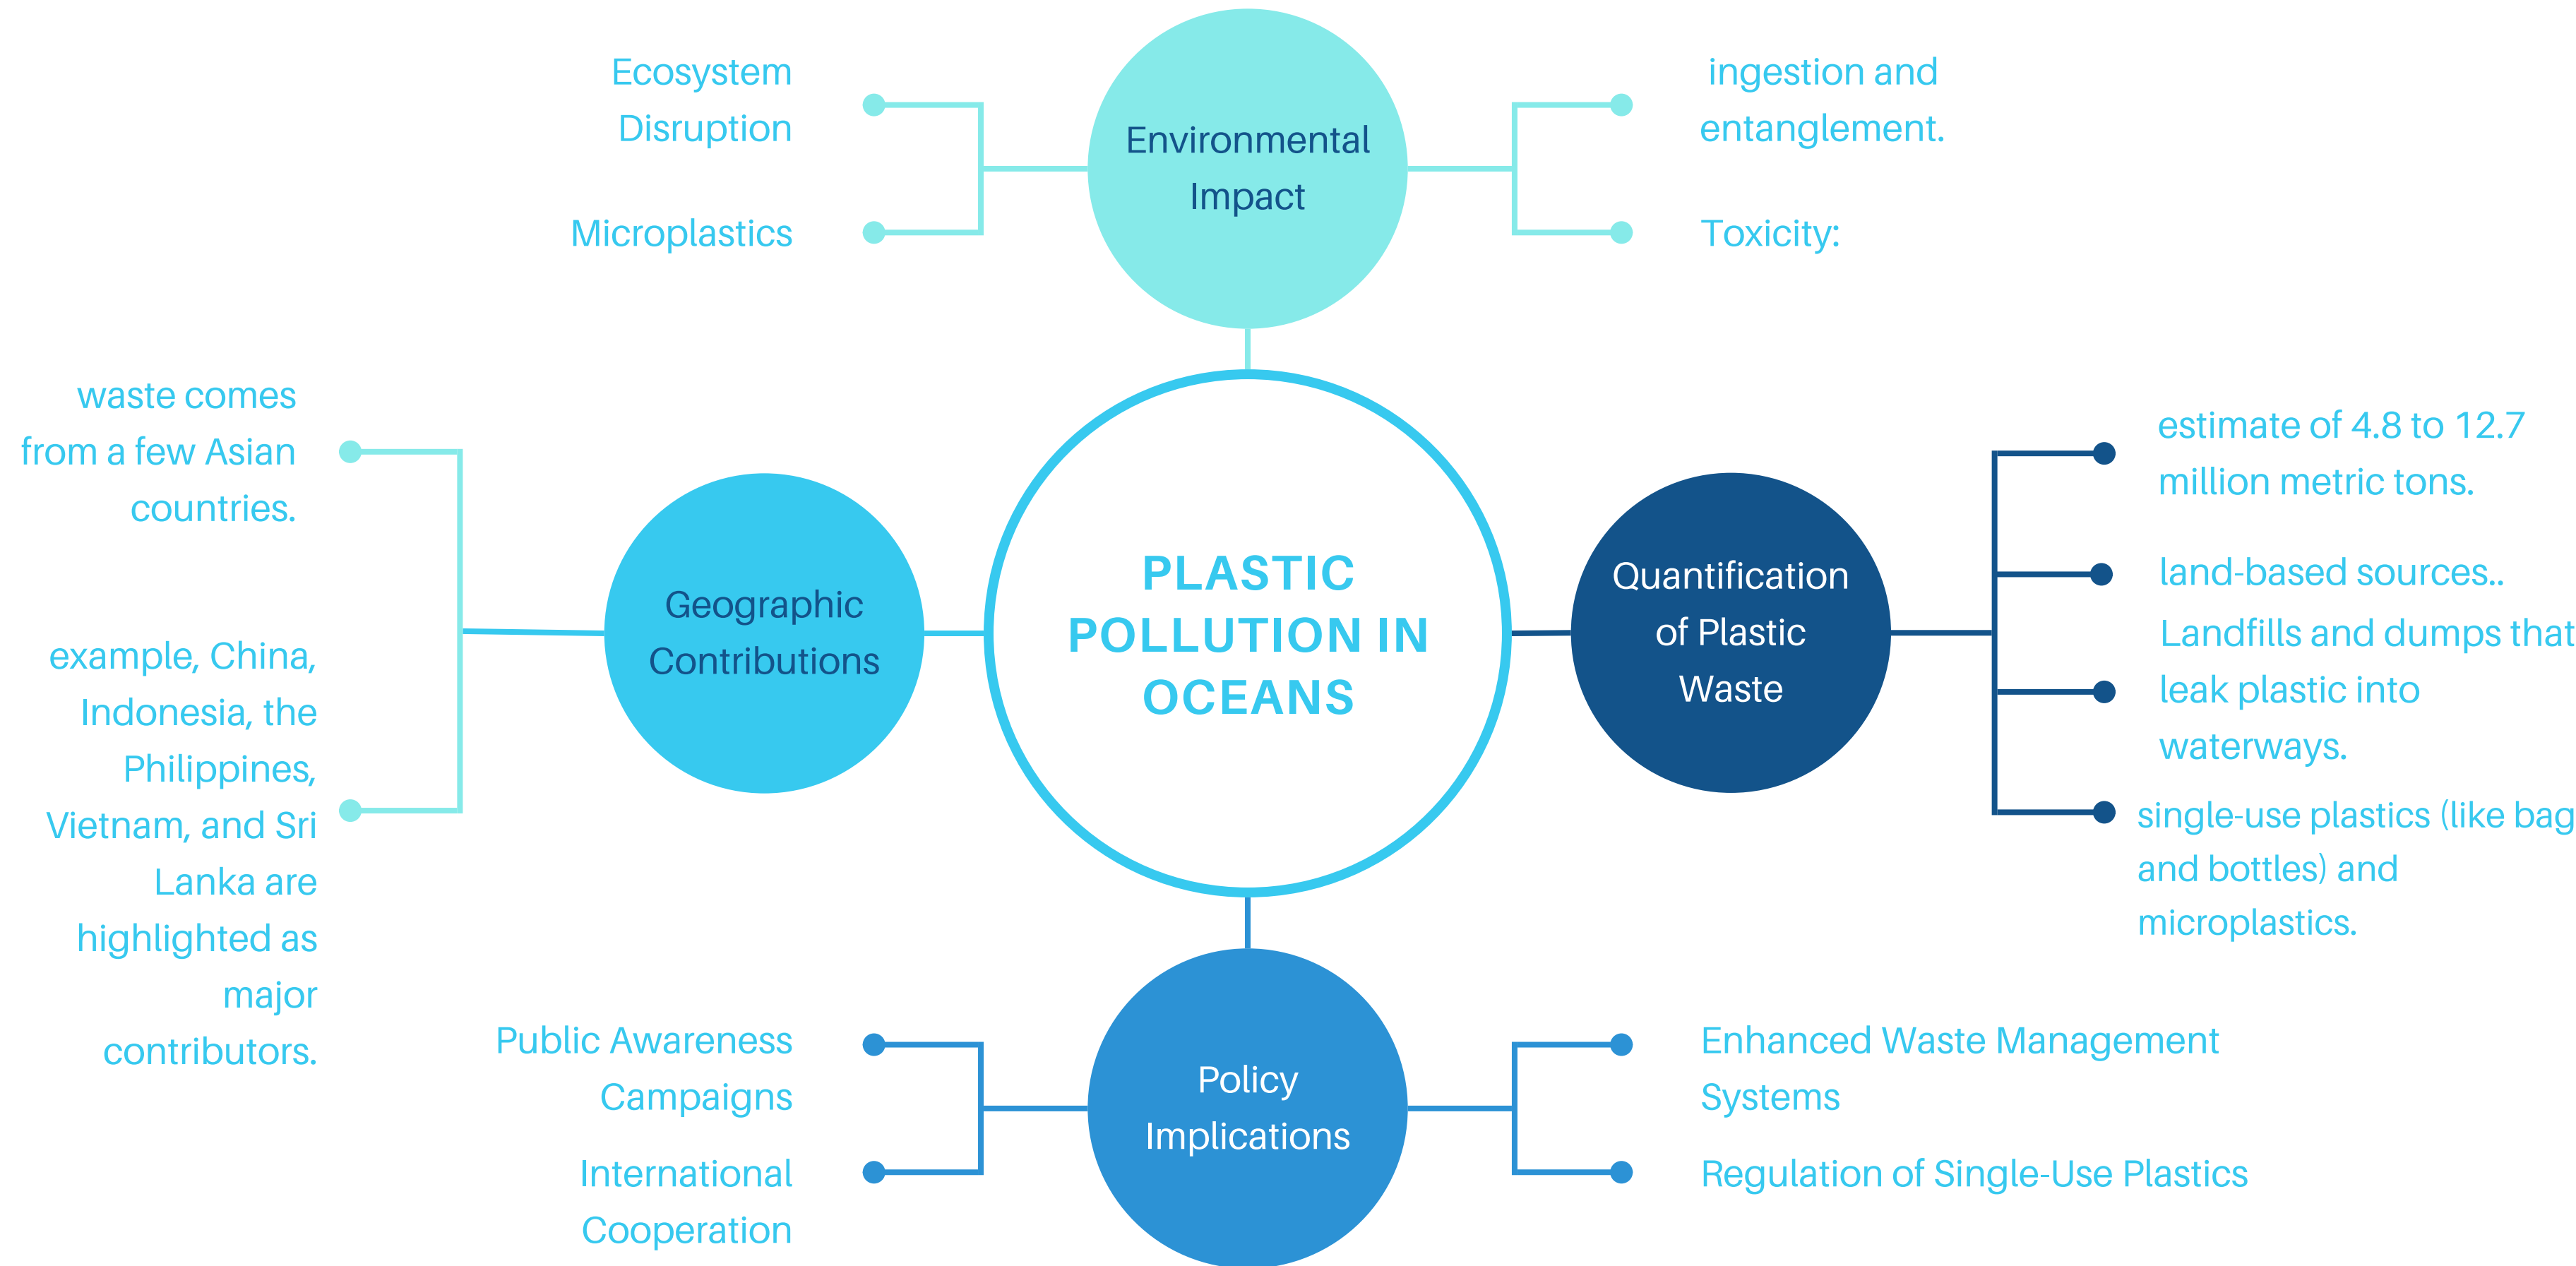 Ecosystem
Disruption
Microplastics
Environmental
Impact
ingestion and
entanglement.
Toxicity:
waste comes
from a few Asian
countries.
example, China,
Indonesia, the
Philippines,
Vietnam, and Sri
Lanka are
highlighted as
major
contributors.
Geographic
Contributions
PLASTIC
POLLUTION IN
OCEANS
Quantification
of Plastic
Waste
estimate of 4.8 to 12.7
million metric tons.
land-based sources..
Landfills and dumps that
leak plastic into
waterways.
single-use plastics (like bag
and bottles) and
microplastics.
Public Awareness
Campaigns
International
Cooperation
Policy
Implications
Enhanced Waste Management
Systems
Regulation of Single-Use Plastics